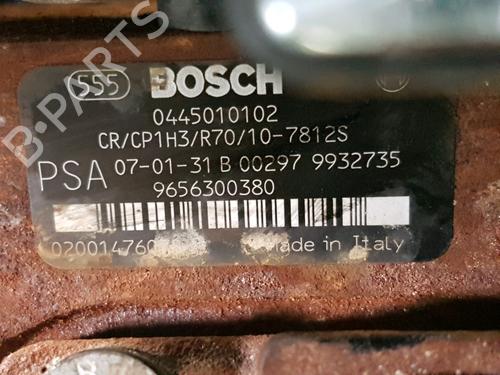 555 BOSCH
0445010102
CR/CP1H3/R70/10-7812S
PSA 07-01-31 B 00297 9932735
9656300380
Made in Italy
B-PARTS